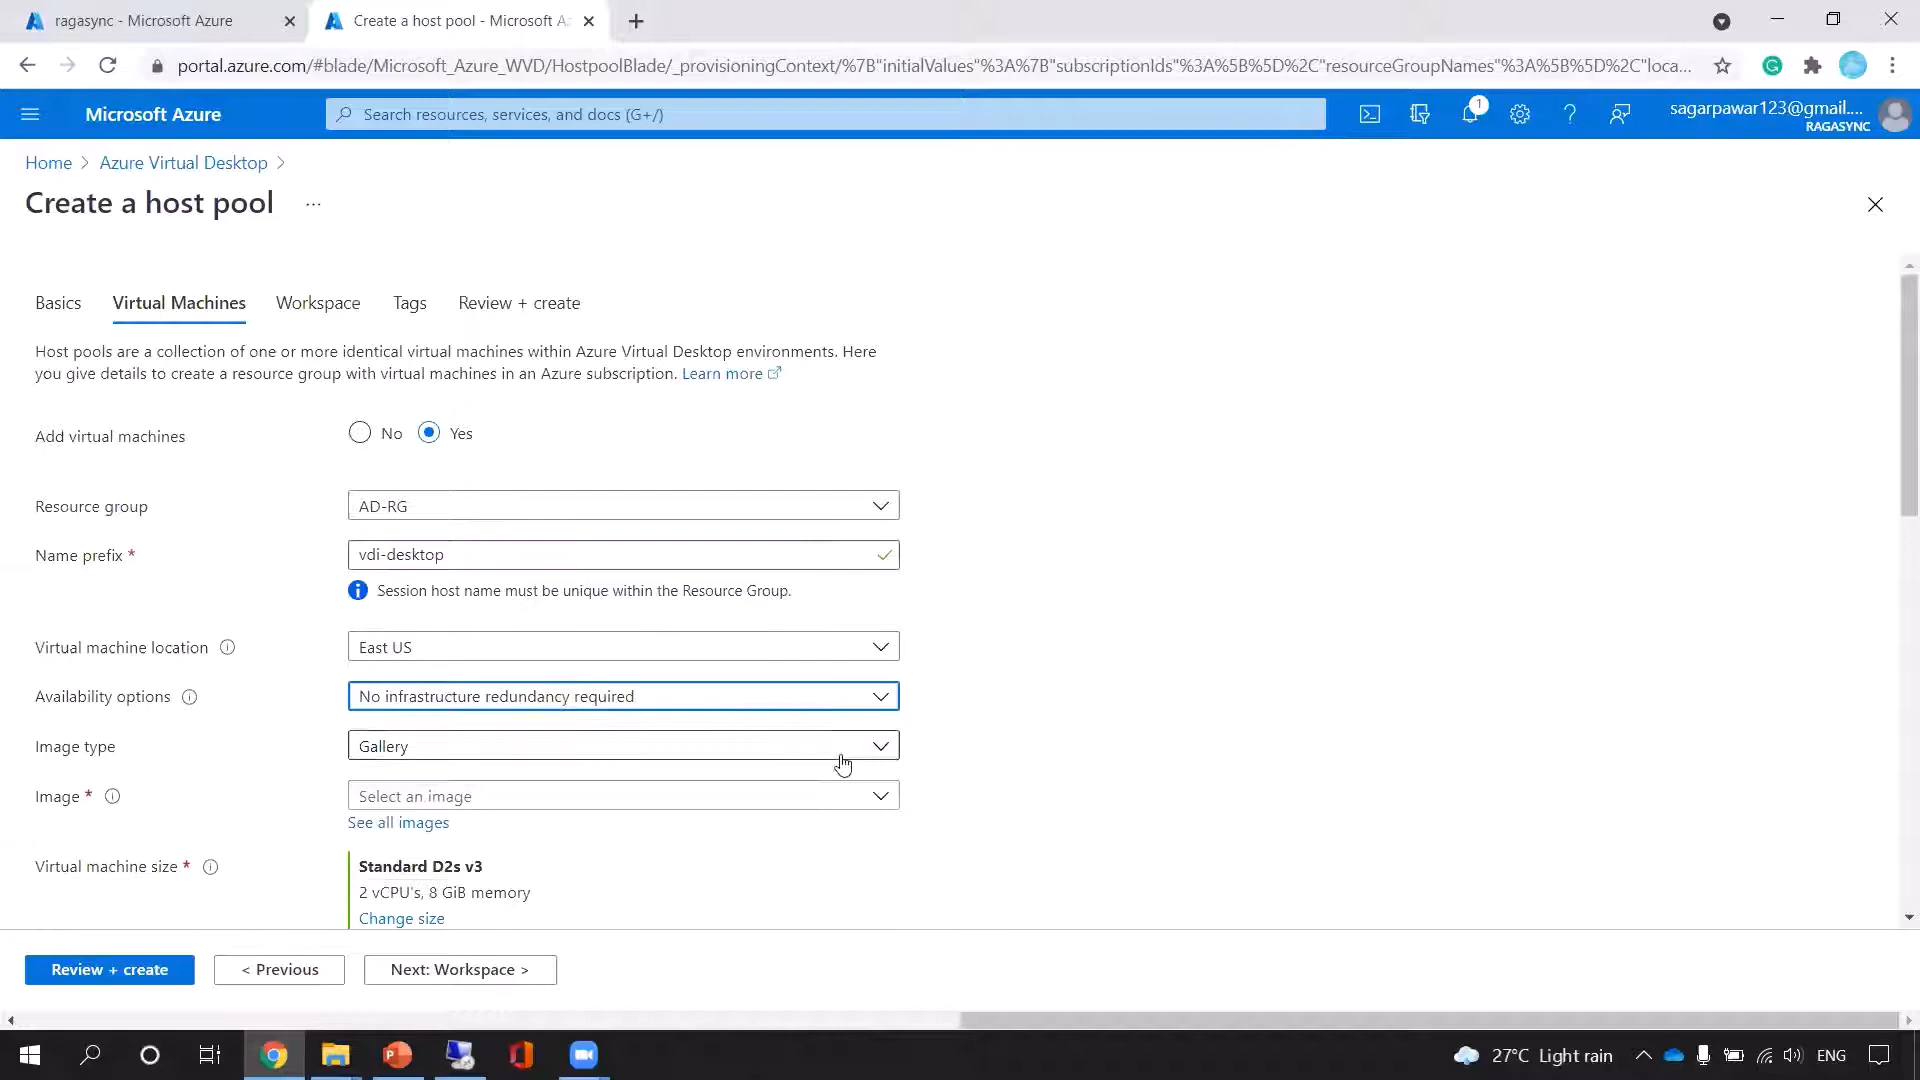 ragasync - Microsoft Azure
Create a host pool - Microsoft A
portal.azure.com/#blade/Microsoft_Azure_WVD/HostpoolBlade/_provisioningContext/%7B"initialValues"%3A%7B"subscriptionIds"%3A%5B%5D%2C"resourceGroupNames"%3A%5B%5D%2C"loca...
Microsoft Azure
Search resources, services, and docs (G+/)
1
sagarpawar123@gmail....
RAGASYNC
Home > Azure Virtual Desktop >
Create a host pool ...
Basics
Virtual Machines
Workspace
Tags
Review + create
Host pools are a collection of one or more identical virtual machines within Azure Virtual Desktop environments. Here
you give details to create a resource group with virtual machines in an Azure subscription. Learn more
Add virtual machines
No
Yes
Resource group
AD-RG
Name prefix *
vdi-desktop
Session host name must be unique within the Resource Group.
Virtual machine location
East US
Availability options
No infrastructure redundancy required
Image type
Gallery
Image *
Select an image
See all images
Virtual machine size *
Standard D2s v3
2 vCPU's, 8 GiB memory
Change size
Review + create
< Previous
Next: Workspace >
27°C Light rain
ENG